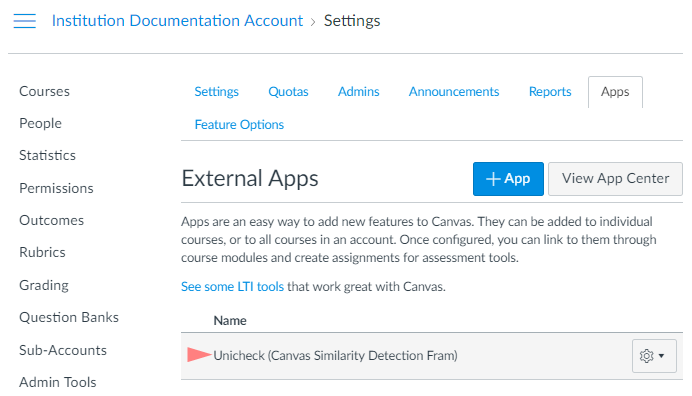 Institution Documentation Account › Settings
Courses
People
Statistics
Permissions
Outcomes
Rubrics
Grading
Question Banks
Sub-Accounts
Admin Tools
Settings Quotas Admins Announcements Reports Apps
Feature Options
External Apps
+ App View App Center
Apps are an easy way to add new features to Canvas. They can be added to individual
courses, or to all courses in an account. Once configured, you can link to them through
course modules and create assignments for assessment tools.
See some LTI tools that work great with Canvas.
Name
Unicheck (Canvas Similarity Detection Fram)